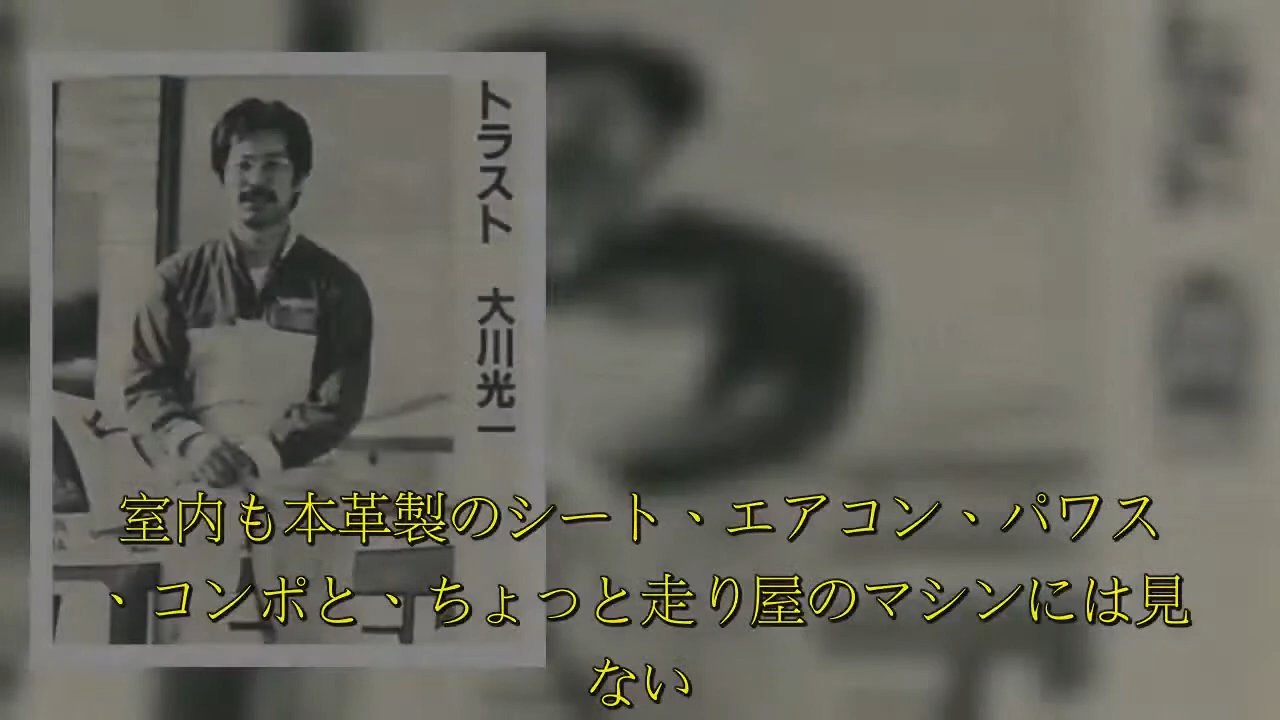 トラスト 大川光一
室内も本革製のシート、エアコン、パワス
、コンポと、ちょっと走り屋のマシンには見
ない